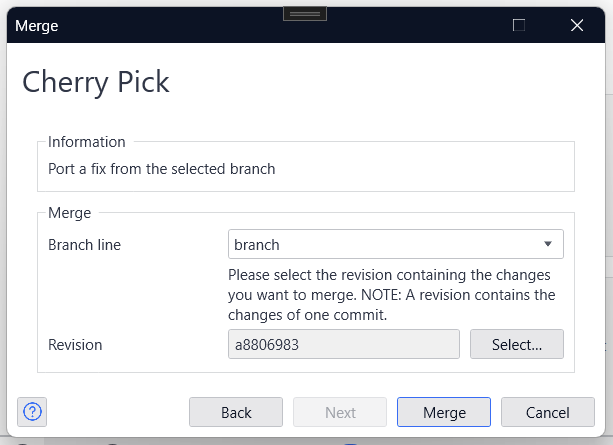 Merge
Cherry Pick
Information
Port a fix from the selected branch
Merge
Branch line
branch
Please select the revision containing the changes
you want to merge. NOTE: A revision contains the
changes of one commit.
Revision
a8806983
Select...
?
Back
Next
Merge
Cancel